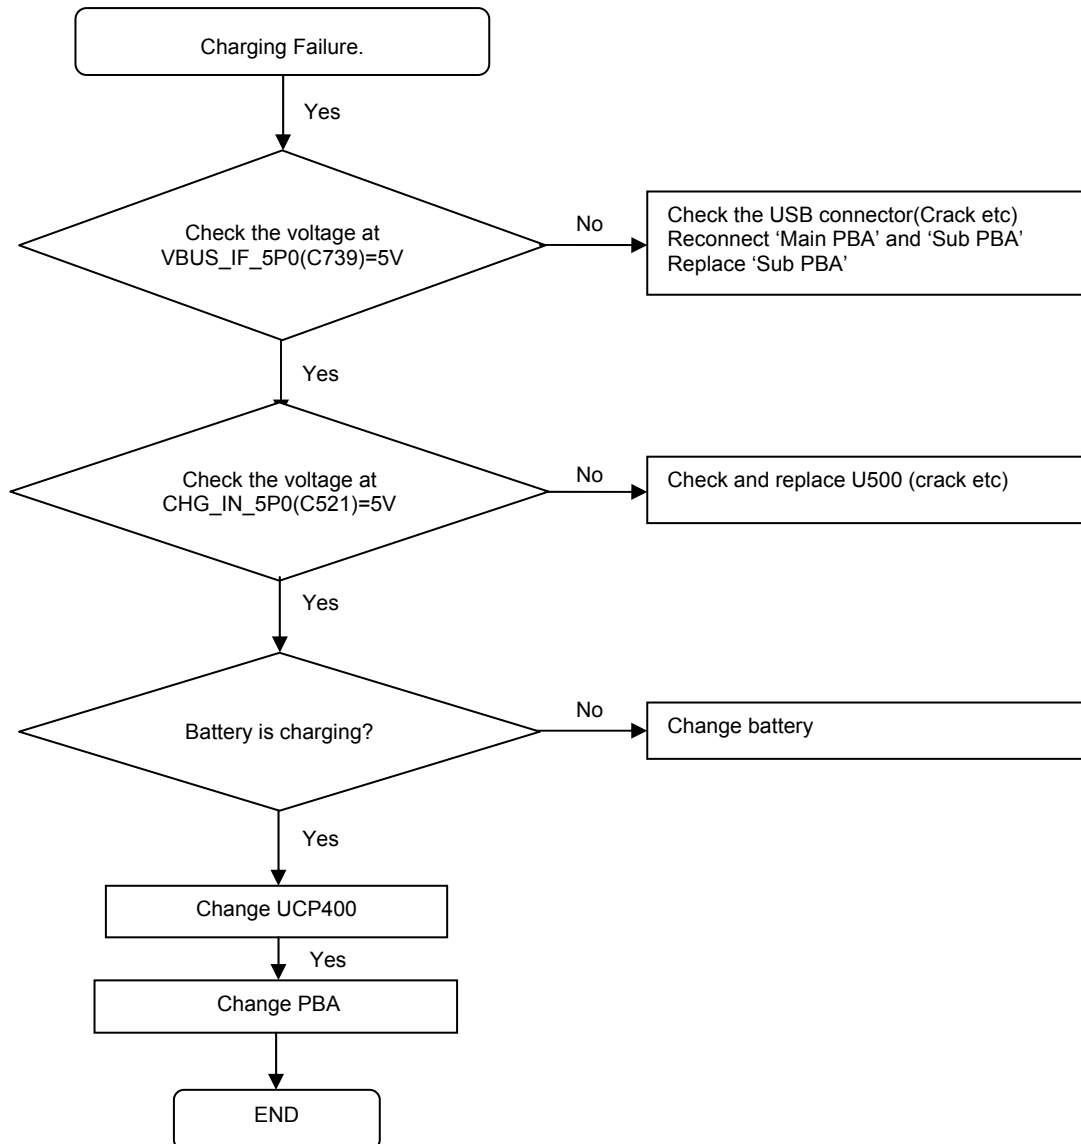 Charging Failure.
Yes
Check the voltage at
VBUS_IF_5P0(C739)=5V
No
Check the USB connector(Crack etc)
Reconnect ‘Main PBA’ and ‘Sub PBA’
Replace ‘Sub PBA’
Yes
Check the voltage at
CHG_IN_5P0(C521)=5V
No
Check and replace U500 (crack etc)
Yes
Battery is charging?
No
Change battery
Yes
Change UCP400
Yes
Change PBA
END